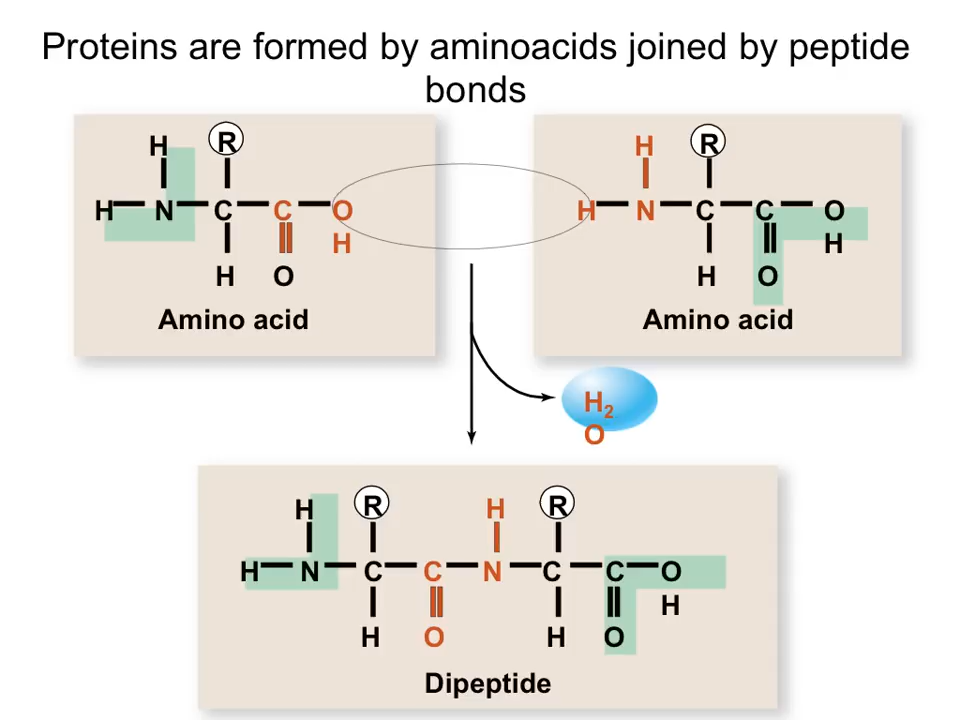 Proteins are formed by aminoacids joined by peptide
bonds
H R
H N C C O
H
H O
Amino acid
H R
H N C C O
H
H O
Amino acid
H2
O
H R H R
H N C C N C C O
H
H O H O
Dipeptide